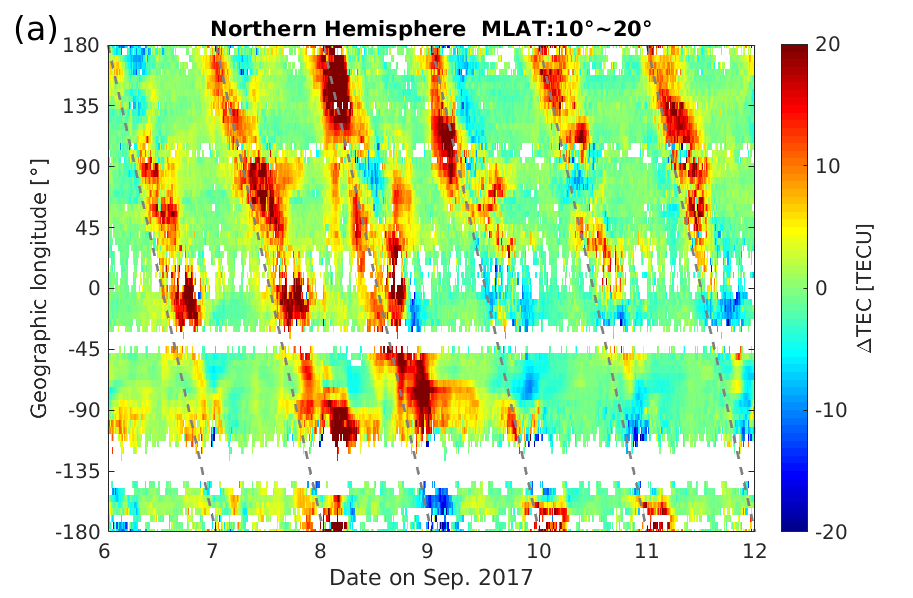 (a)
Northern Hemisphere MLAT:10°~20°
Geographic longitude [°]
180
135
90
45
0
-45
-90
-135
-180
6 7 8 9 10 11 12
Date on Sep. 2017
20
10
0
-10
-20
ΔTEC [TECU]